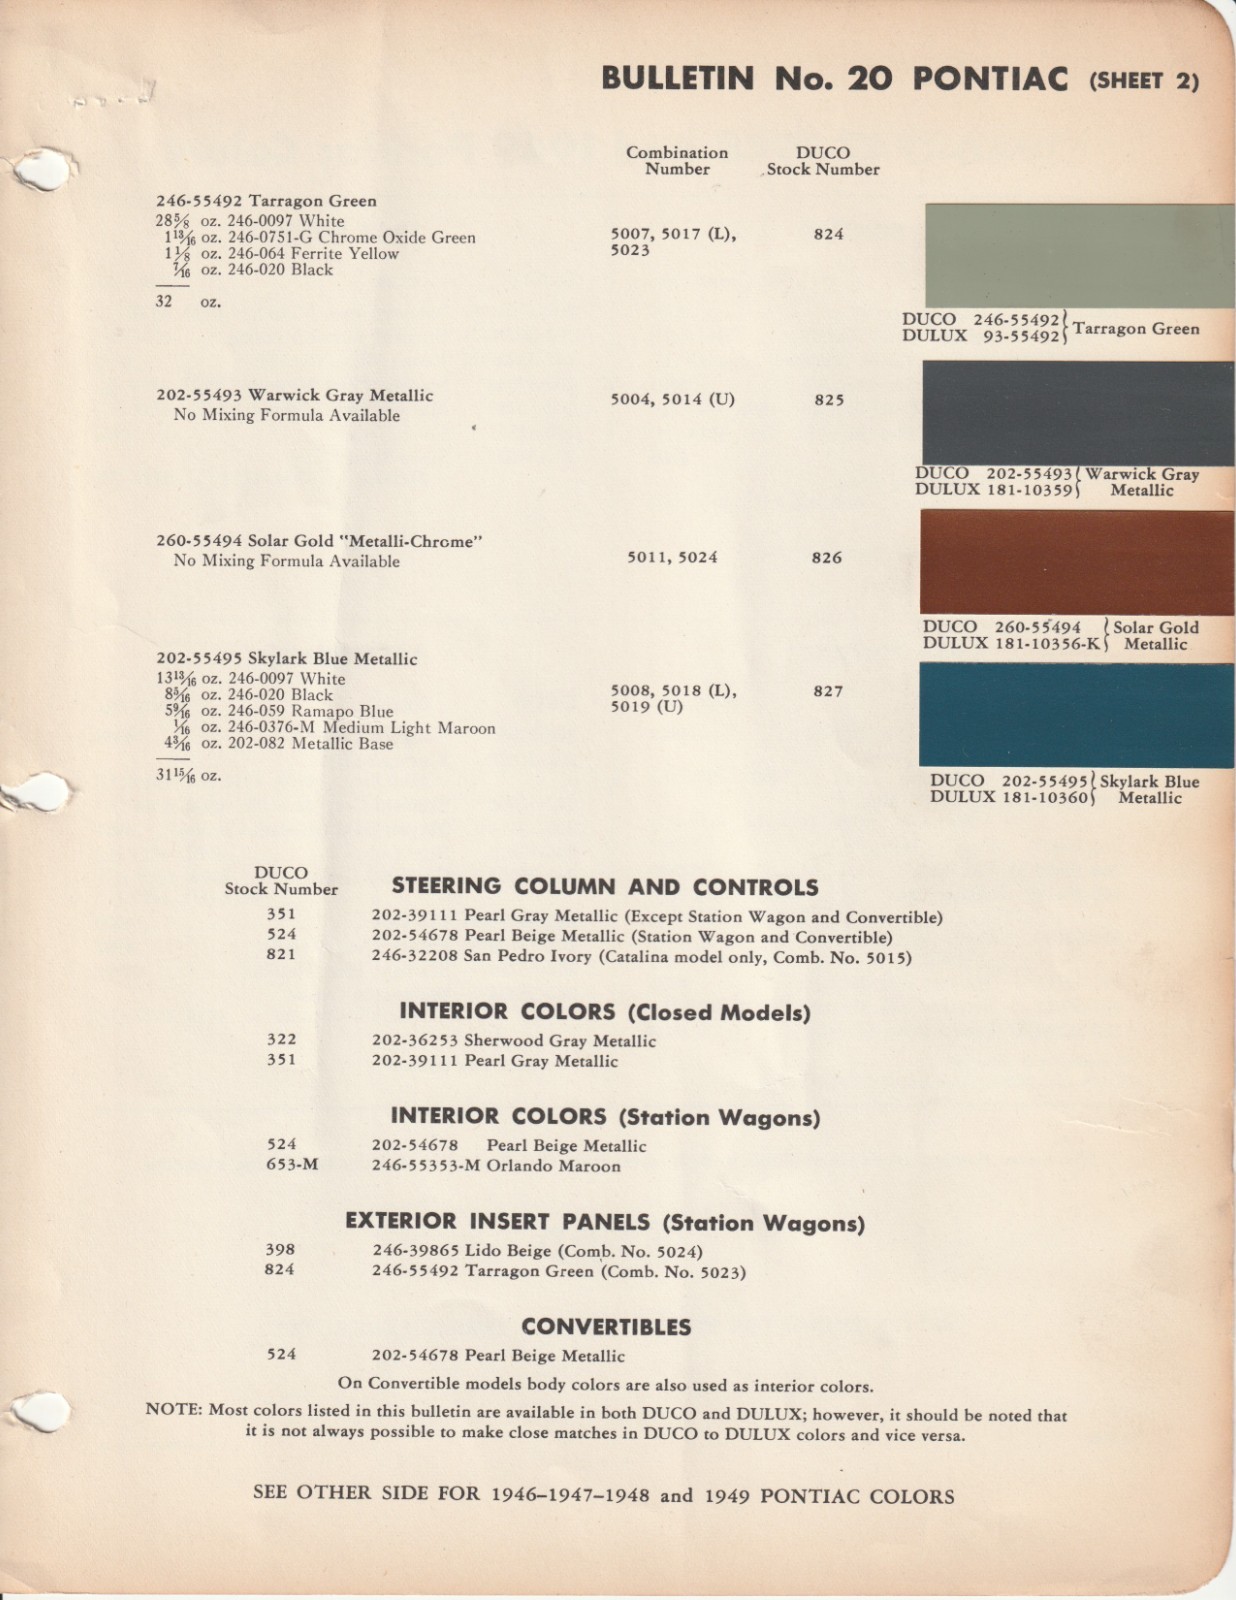 BULLETIN No. 20 PONTIAC (SHEET 2)
Combination Number
DUCO Stock Number
246-55492 Tarragon Green
28⅝ oz. 246-0097 White
1 13/16 oz. 246-0751-G Chrome Oxide Green
1⅛ oz. 246-064 Ferrite Yellow
7/16 oz. 246-020 Black
32 oz.
5007, 5017 (L),
5023
824
DUCO 246-55492
DULUX 93-55492
Tarragon Green
202-55493 Warwick Gray Metallic
No Mixing Formula Available
5004, 5014 (U)
825
DUCO 202-55493
DULUX 181-10359
Warwick Gray
Metallic
260-55494 Solar Gold "Metalli-Chrome"
No Mixing Formula Available
5011, 5024
826
DUCO 260-55494
DULUX 181-10356-K
Solar Gold
Metallic
202-55495 Skylark Blue Metallic
13 13/16 oz. 246-0097 White
8 5/16 oz. 246-020 Black
5 9/16 oz. 246-059 Ramapo Blue
1/16 oz. 246-0376-M Medium Light Maroon
4 3/16 oz. 202-082 Metallic Base
31 15/16 oz.
5008, 5018 (L),
5019 (U)
827
DUCO 202-55495
DULUX 181-10360
Skylark Blue
Metallic
DUCO
Stock Number
STEERING COLUMN AND CONTROLS
351 202-39111 Pearl Gray Metallic (Except Station Wagon and Convertible)
524 202-54678 Pearl Beige Metallic (Station Wagon and Convertible)
821 246-32208 San Pedro Ivory (Catalina model only, Comb. No. 5015)
INTERIOR COLORS (Closed Models)
322 202-36253 Sherwood Gray Metallic
351 202-39111 Pearl Gray Metallic
INTERIOR COLORS (Station Wagons)
524 202-54678 Pearl Beige Metallic
653-M 246-55353-M Orlando Maroon
EXTERIOR INSERT PANELS (Station Wagons)
398 246-39865 Lido Beige (Comb. No. 5024)
824 246-55492 Tarragon Green (Comb. No. 5023)
CONVERTIBLES
524 202-54678 Pearl Beige Metallic
On Convertible models body colors are also used as interior colors.
NOTE: Most colors listed in this bulletin are available in both DUCO and DULUX; however, it should be noted that
it is not always possible to make close matches in DUCO to DULUX colors and vice versa.
SEE OTHER SIDE FOR 1946–1947–1948 and 1949 PONTIAC COLORS